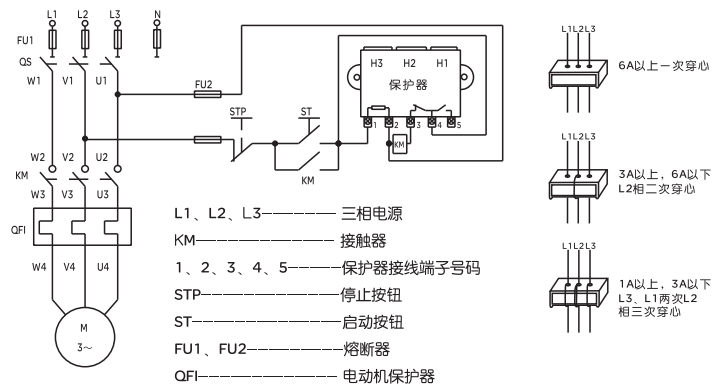 L1 L2 L3 N
FU1
QS
W1 V1 U1
FU2
STP
ST
KM
H3 H2 H1
保护器
1 2 3 4 5
KM
W2 V2 U2
KM
W3 V3 U3
QFI
W4 V4 U4
M
3～
L1、L2、L3-----------三相电源
KM-----------接触器
1、2、3、4、5-----保护器接线端子号码
STP-----------停止按钮
ST-----------启动按钮
FU1、FU2---------熔断器
QFI-----------电动机保护器
L1L2L3
6A以上一次穿心
L1L2L3
3A以上，6A以下
L2相二次穿心
L1L2L3
1A以上，3A以下
L3、L1两次L2
相三次穿心